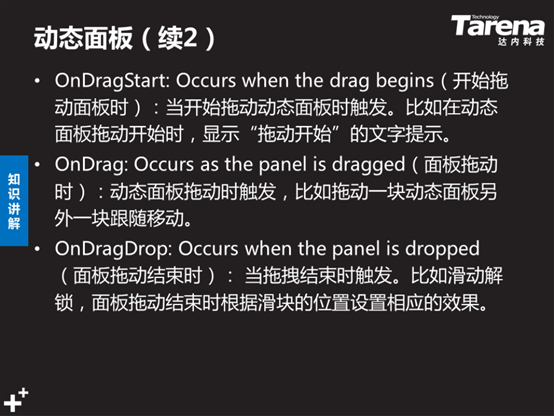 动态面板（续2）
Technology
Tarena
达内科技
• OnDragStart: Occurs when the drag begins（开始拖
动面板时）：当开始拖动动态面板时触发。比如在动态
面板拖动开始时，显示“拖动开始”的文字提示。
• OnDrag: Occurs as the panel is dragged（面板拖动
时）：动态面板拖动时触发，比如拖动一块动态面板另
外一块跟随移动。
• OnDragDrop: Occurs when the panel is dropped
（面板拖动结束时）： 当拖拽结束时触发。比如滑动解
锁，面板拖动结束时根据滑块的位置设置相应的效果。
知
识
讲
解